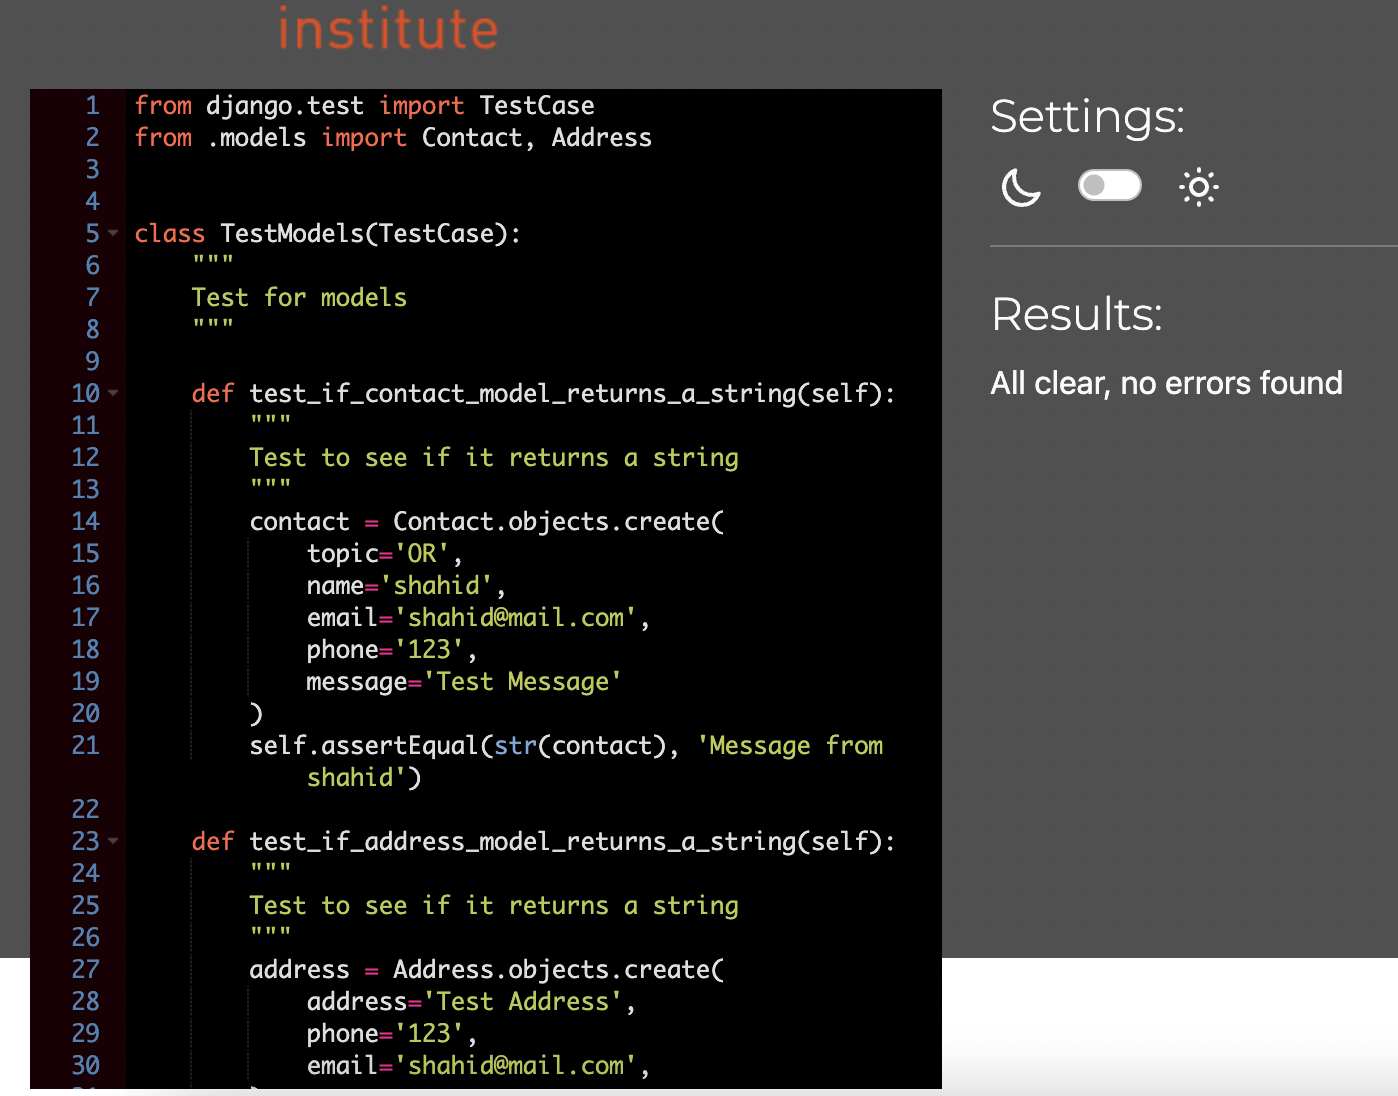 institute
1 from django.test import TestCase
2 from .models import Contact, Address
3
4
5 class TestModels(TestCase):
6     """
7     Test for models
8     """
9
10     def test_if_contact_model_returns_a_string(self):
11         """
12         Test to see if it returns a string
13         """
14         contact = Contact.objects.create(
15             topic='OR',
16             name='shahid',
17             email='shahid@mail.com',
18             phone='123',
19             message='Test Message'
20         )
21         self.assertEqual(str(contact), 'Message from
            shahid')
22
23     def test_if_address_model_returns_a_string(self):
24         """
25         Test to see if it returns a string
26         """
27         address = Address.objects.create(
28             address='Test Address',
29             phone='123',
30             email='shahid@mail.com',
Settings:
Results:
All clear, no errors found